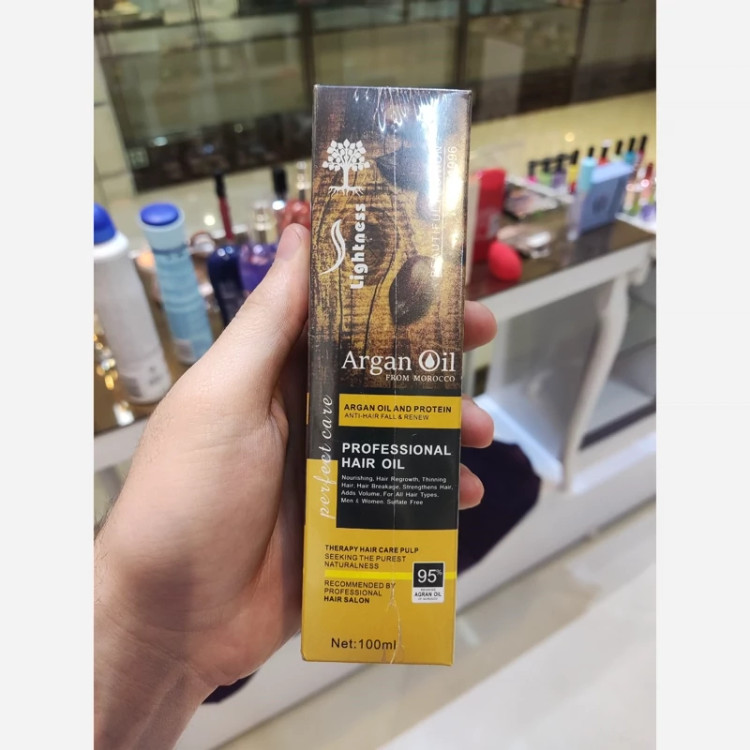 Lightness
Argan Oil
FROM MOROCCO
perfect care
ARGAN OIL AND PROTEIN
ANTI-HAIR FALL & RENEW
PROFESSIONAL
HAIR OIL
Nourishing, Hair Regrowth, Thinning
Hair, Hair Breakage, Strengthens Hair,
Adds Volume, For All Hair Types,
Men & Women. Sulfate Free
THERAPY HAIR CARE PULP
SEEKING THE PUREST
NATURALNESS
RECOMMENDED BY
PROFESSIONAL
HAIR SALON
95%
AGRAN OIL
Net:100ml